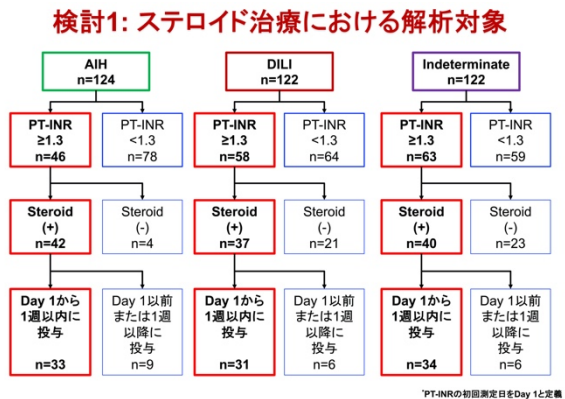 検討1: ステロイド治療における解析対象
AIH
n=124
DILI
n=122
Indeterminate
n=122
PT-INR
≥1.3
n=46
PT-INR
<1.3
n=78
PT-INR
≥1.3
n=58
PT-INR
<1.3
n=64
PT-INR
≥1.3
n=63
PT-INR
<1.3
n=59
Steroid
(+)
n=42
Steroid
(-)
n=4
Steroid
(+)
n=37
Steroid
(-)
n=21
Steroid
(+)
n=40
Steroid
(-)
n=23
Day 1から
1週以内に
投与
n=33
Day 1以前
または1週
以降に
投与
n=9
Day 1から
1週以内に
投与
n=31
Day 1以前
または1週
以降に
投与
n=6
Day 1から
1週以内に
投与
n=34
Day 1以前
または1週
以降に
投与
n=6
*PT-INRの初回測定日をDay 1と定義